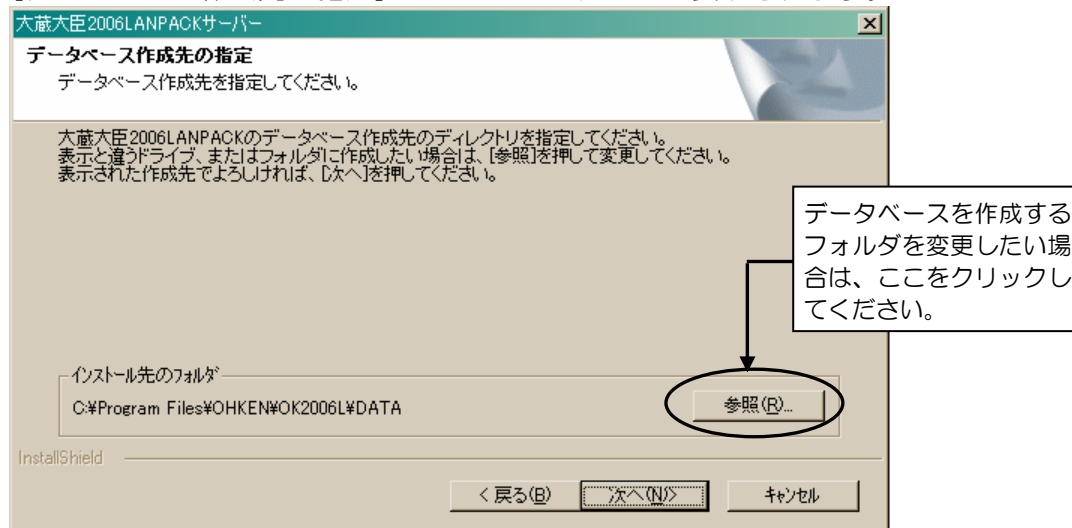 大蔵大臣2006LANPACKサーバー
データベース作成先の指定
データベース作成先を指定してください。
大蔵大臣2006LANPACKのデータベース作成先のディレクトリを指定してください。
表示と違うドライブ、またはフォルダに作成したい場合は、[参照]を押して変更してください。
表示された作成先でよろしければ、[次へ]を押してください。
データベースを作成する
フォルダを変更したい場
合は、ここをクリックし
てください。
インストール先のフォルダ
C:¥Program Files¥OHKEN¥OK2006L¥DATA
参照(R)...
InstallShield
< 戻る(B)
次へ(N)>
キャンセル